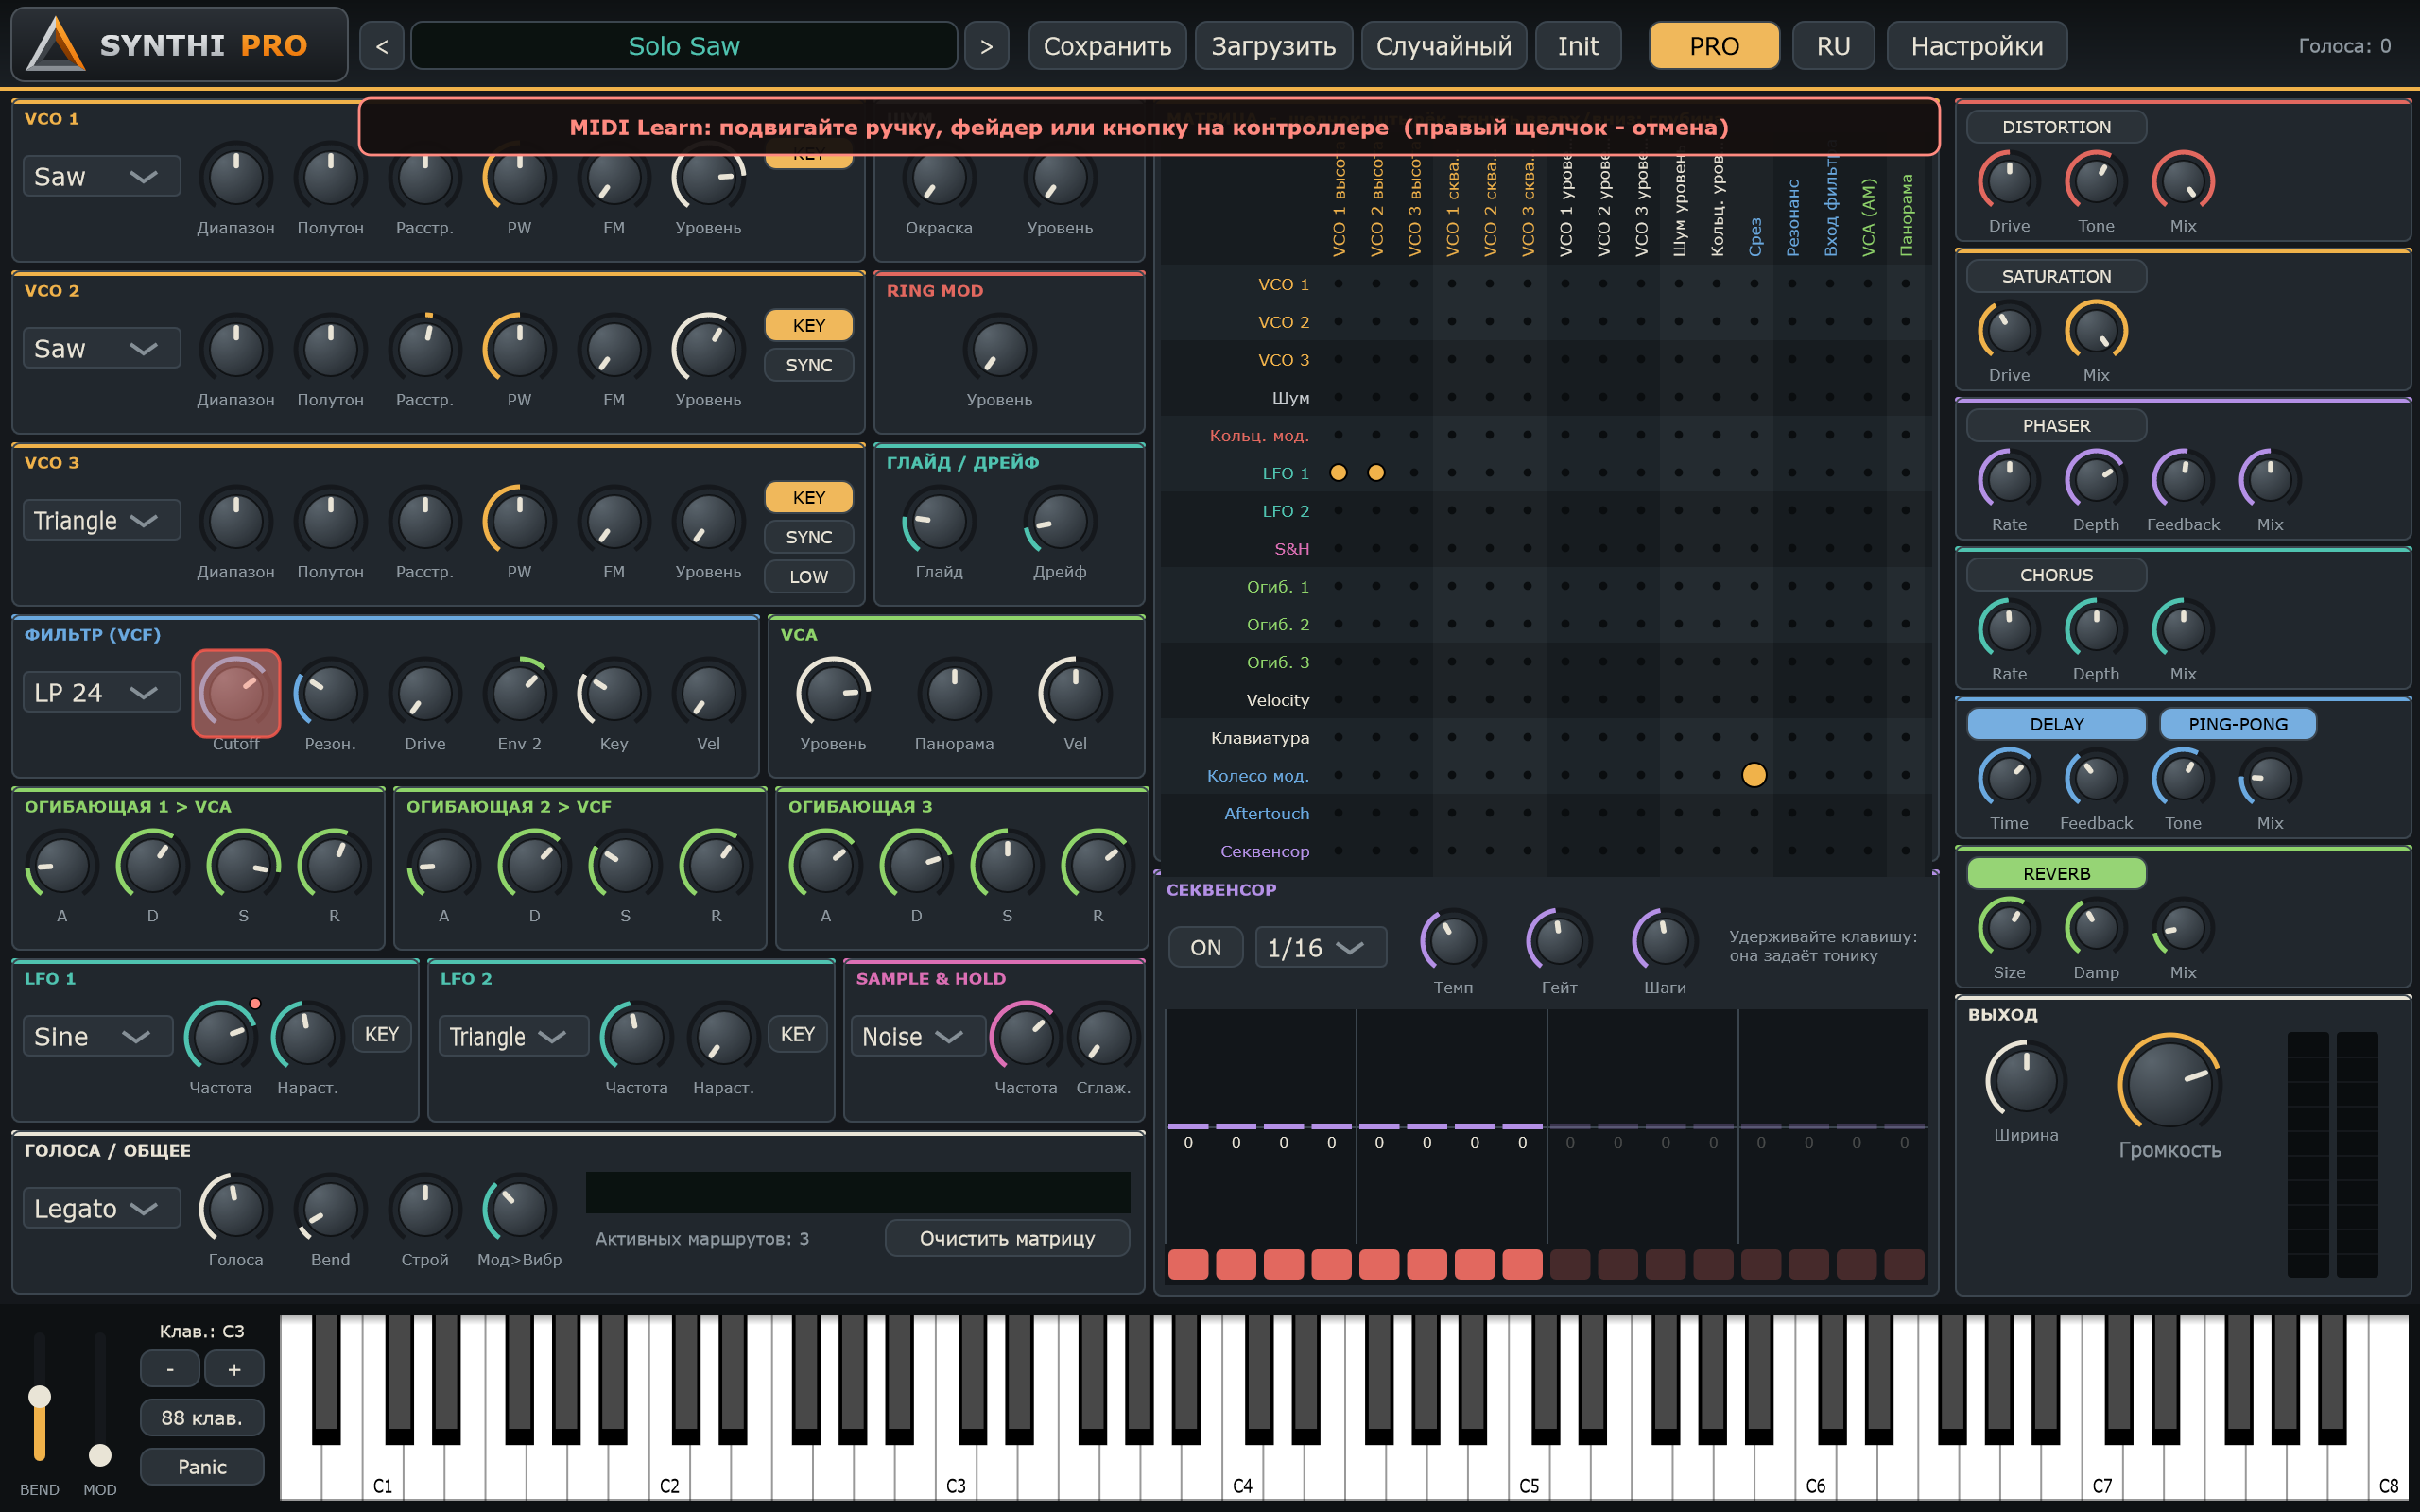 SYNTHI PRO
<
Solo Saw
>
Сохранить
Загрузить
Случайный
Init
PRO
RU
Настройки
Голоса: 0
MIDI Learn: подвигайте ручку, фейдер или кнопку на контроллере (правый щелчок - отмена)
VCO 1
Saw
Диапазон
Полутон
Расстр.
PW
FM
Уровень
KEY
Окраска
Уровень
VCO 2
Saw
Диапазон
Полутон
Расстр.
PW
FM
Уровень
KEY
SYNC
RING MOD
Уровень
VCO 3
Triangle
Диапазон
Полутон
Расстр.
PW
FM
Уровень
KEY
SYNC
LOW
ГЛАЙД / ДРЕЙФ
Глайд
Дрейф
ФИЛЬТР (VCF)
LP 24
Cutoff
Резон.
Drive
Env 2
Key
Vel
VCA
Уровень
Панорама
Vel
ОГИБАЮЩАЯ 1 > VCA
A
D
S
R
ОГИБАЮЩАЯ 2 > VCF
A
D
S
R
ОГИБАЮЩАЯ 3
A
D
S
R
LFO 1
Sine
Частота
Нараст.
KEY
LFO 2
Triangle
Частота
Нараст.
KEY
SAMPLE & HOLD
Noise
Частота
Сглаж.
ГОЛОСА / ОБЩЕЕ
Legato
Голоса
Bend
Строй
Мод>Вибр
Активных маршрутов: 3
Очистить матрицу
VCO 1 высот
VCO 2 высот
VCO 3 высот
VCO 1 сква.
VCO 2 сква.
VCO 3 сква.
VCO 1 урове
VCO 2 урове
VCO 3 урове
Шум уровен
Кольц. уров
Срез
Резонанс
Вход фильтр
VCA (AM)
Панорама
VCO 1
VCO 2
VCO 3
Шум
Кольц. мод.
LFO 1
LFO 2
S&H
Огиб. 1
Огиб. 2
Огиб. 3
Velocity
Клавиатура
Колесо мод.
Aftertouch
Секвенсор
СЕКВЕНСОР
ON
1/16
Темп
Гейт
Шаги
Удерживайте клавишу:
она задаёт тонику
0 0 0 0 0 0 0 0 0 0 0 0 0 0 0 0
DISTORTION
Drive
Tone
Mix
SATURATION
Drive
Mix
PHASER
Rate
Depth
Feedback
Mix
CHORUS
Rate
Depth
Mix
DELAY
PING-PONG
Time
Feedback
Tone
Mix
REVERB
Size
Damp
Mix
ВЫХОД
Ширина
Громкость
BEND
MOD
Клав.: C3
-
+
88 клав.
Panic
C1
C2
C3
C4
C5
C6
C7
C8